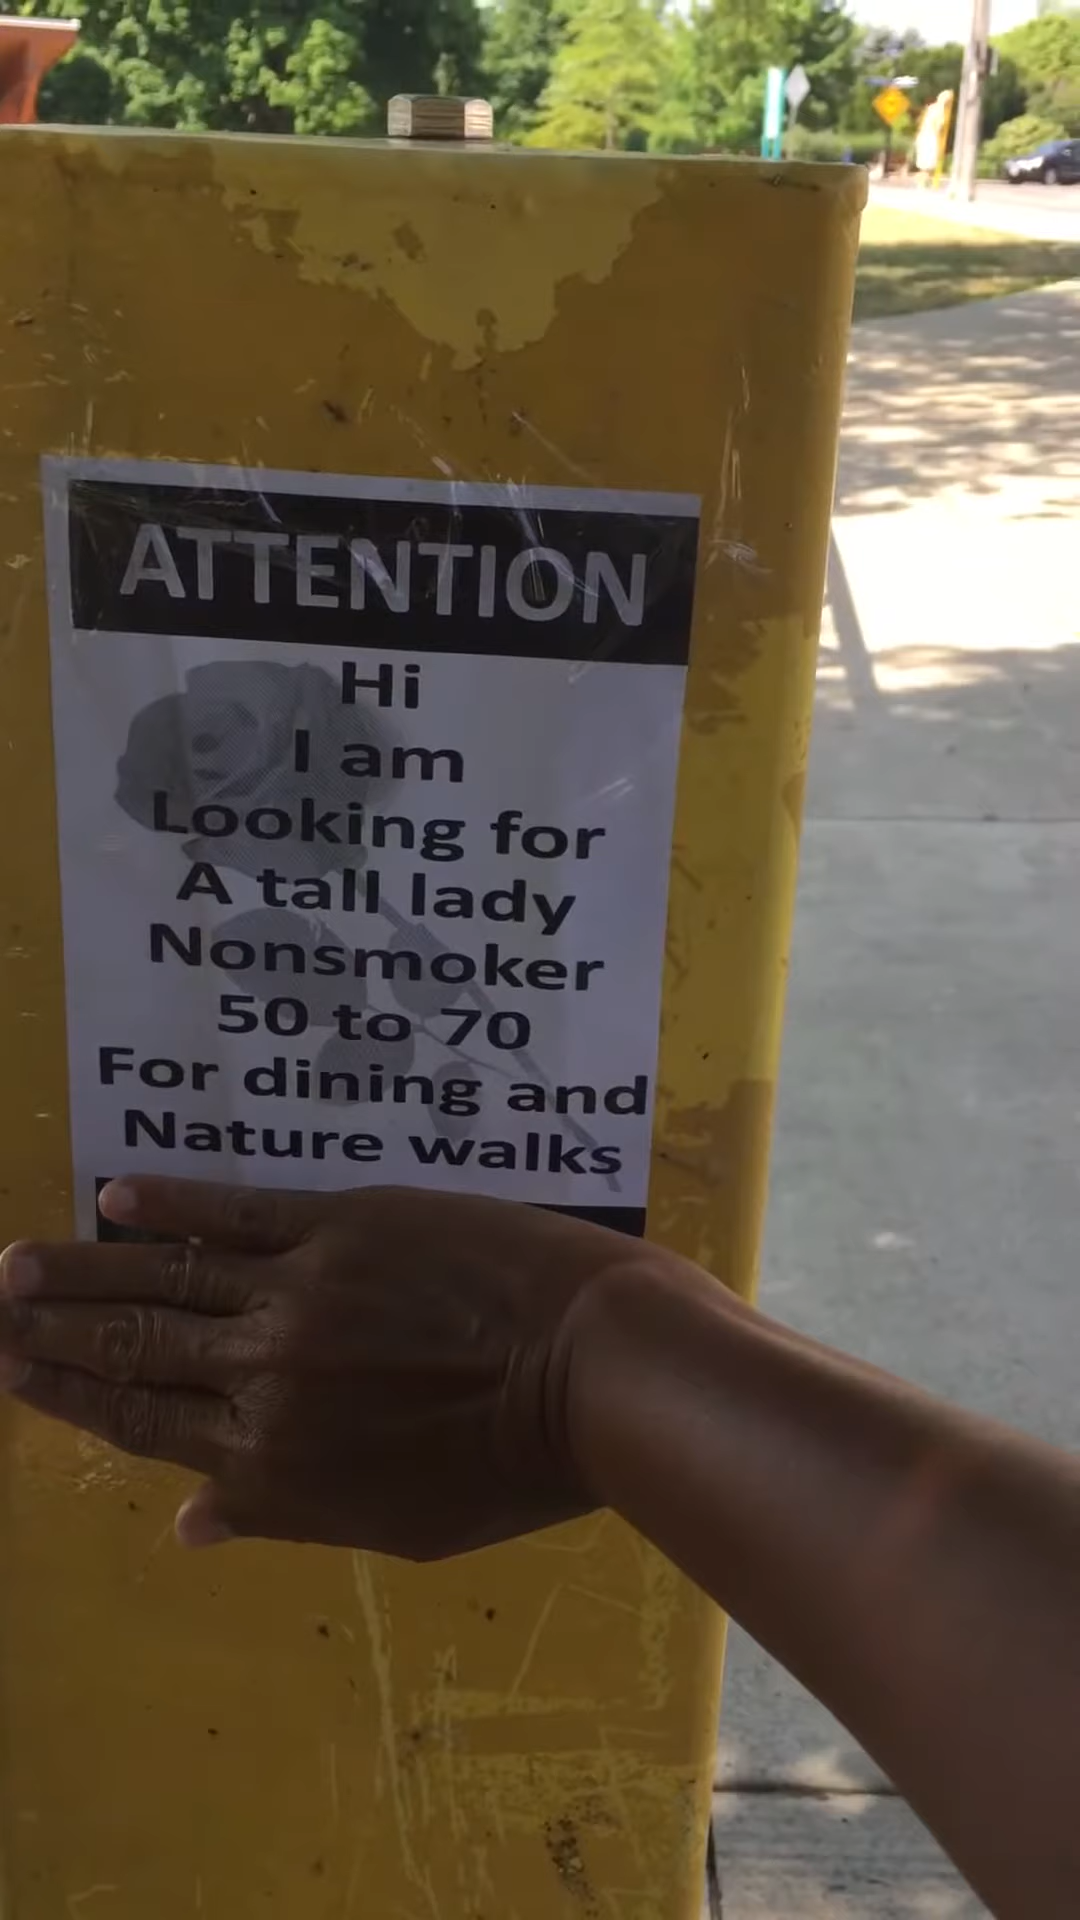 ATTENTION
Hi
I am
Looking for
A tall lady
Nonsmoker
50 to 70
For dining and
Nature walks